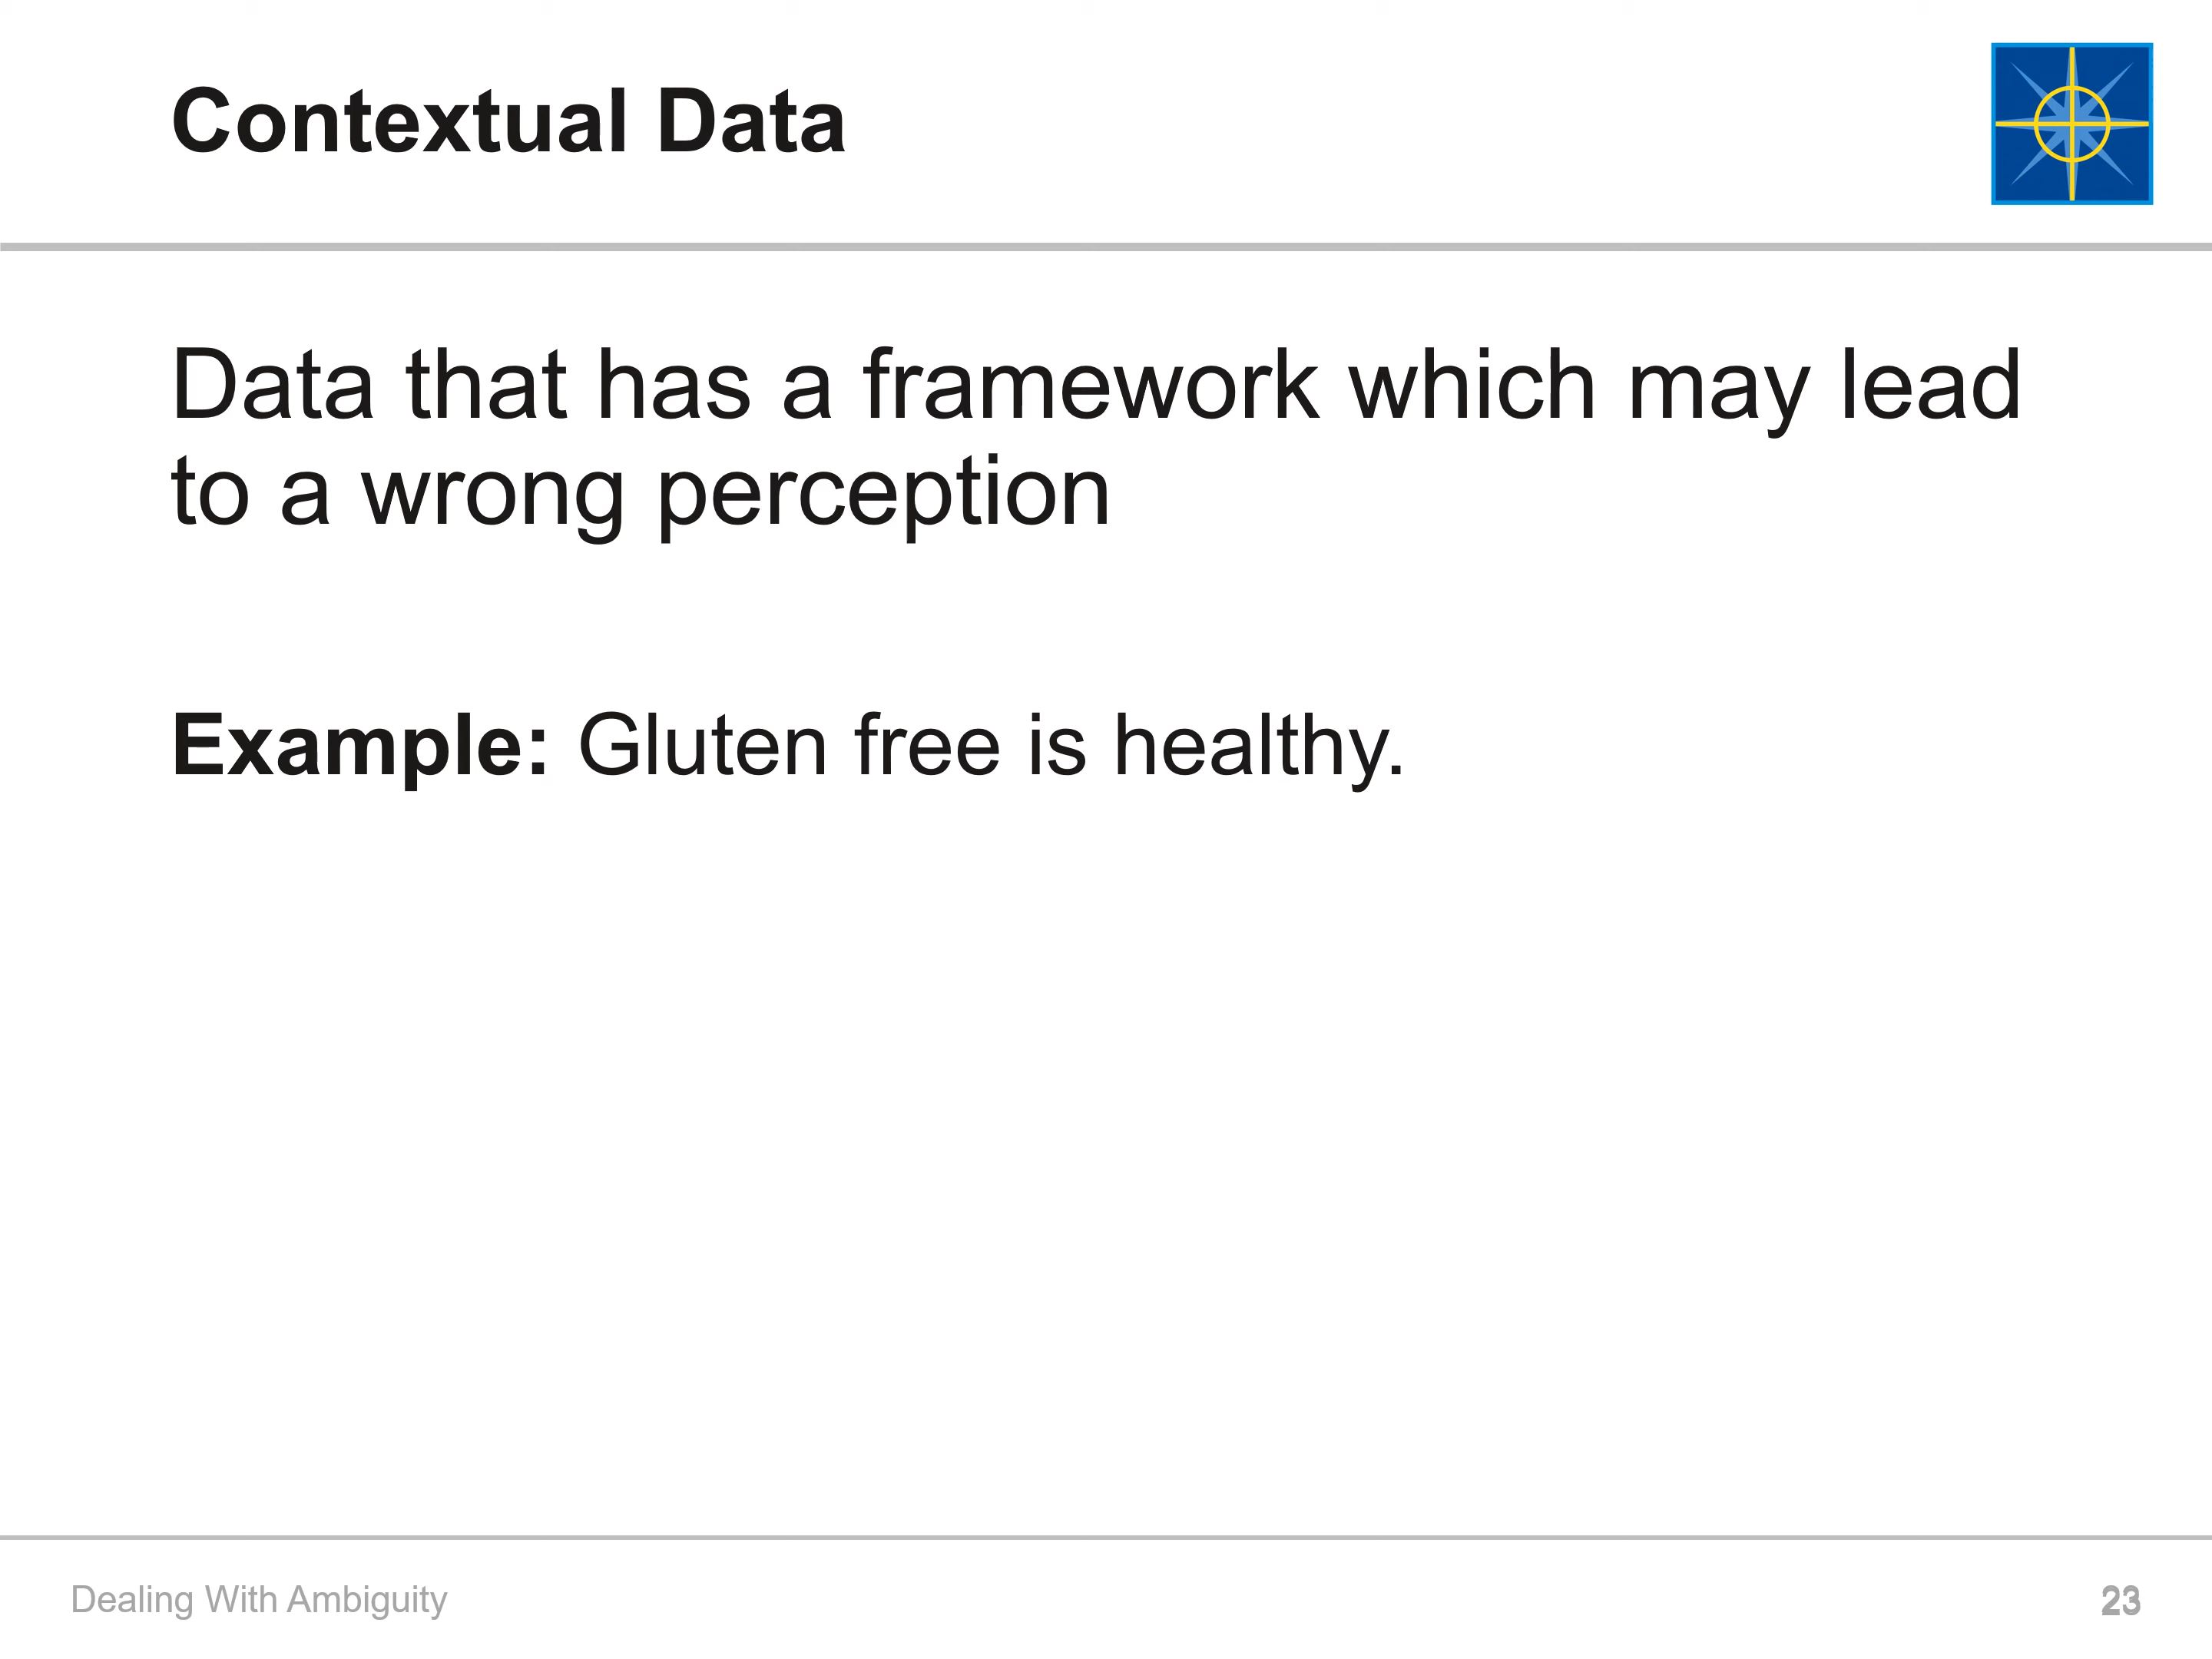 Contextual Data
Data that has a framework which may lead
to a wrong perception
Example: Gluten free is healthy.
Dealing With Ambiguity
23